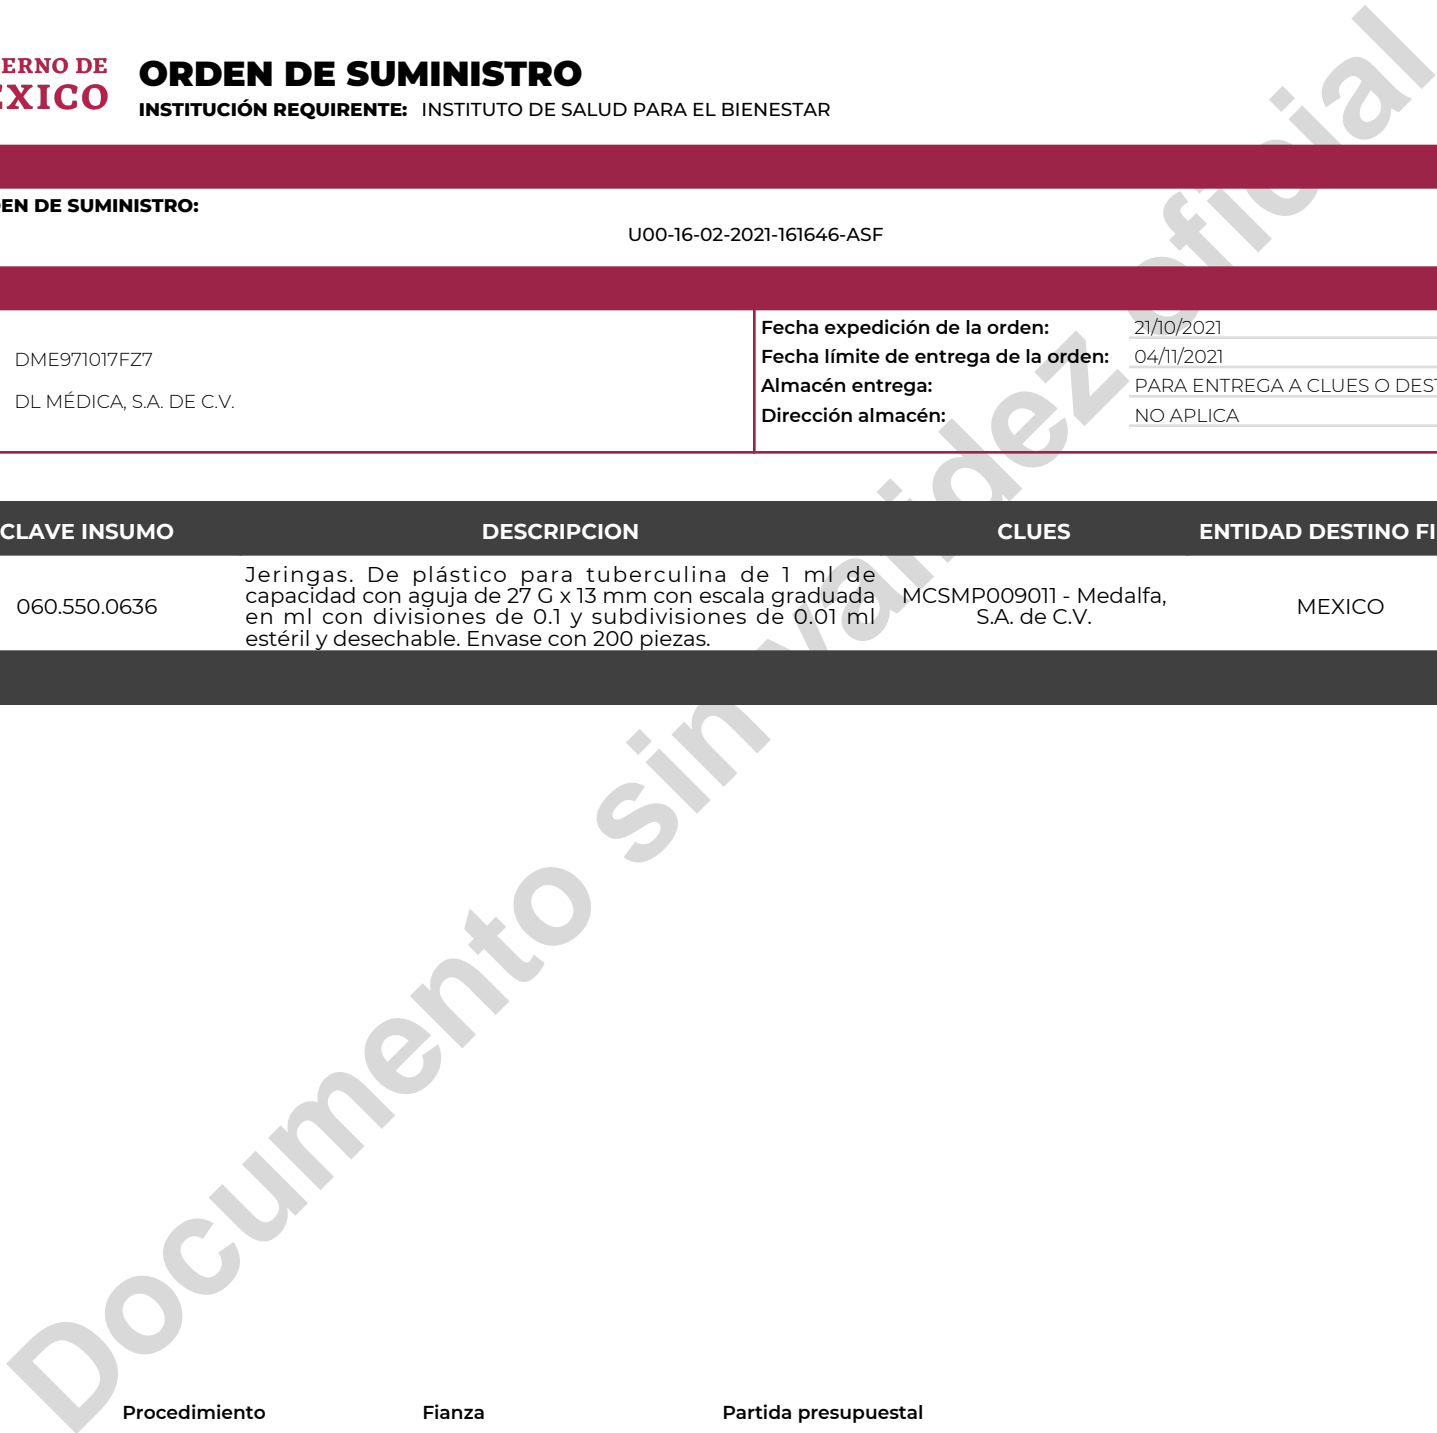 ERNO DE
EXICO
ORDEN DE SUMINISTRO
INSTITUCIÓN REQUIRENTE: INSTITUTO DE SALUD PARA EL BIENESTAR
EN DE SUMINISTRO:
U00-16-02-2021-161646-ASF
DME971017FZ7
DL MÉDICA, S.A. DE C.V.
Fecha expedición de la orden: 21/10/2021
Fecha límite de entrega de la orden: 04/11/2021
Almacén entrega: PARA ENTREGA A CLUES O DEST
Dirección almacén: NO APLICA
CLAVE INSUMO DESCRIPCION CLUES ENTIDAD DESTINO FI
060.550.0636
Jeringas. De plástico para tuberculina de 1 ml de
capacidad con aguja de 27 G x 13 mm con escala graduada
en ml con divisiones de 0.1 y subdivisiones de 0.01 ml
estéril y desechable. Envase con 200 piezas.
MCSMP009011 - Medalfa,
S.A. de C.V.
MEXICO
Documento sin validez oficial
Procedimiento Fianza Partida presupuestal